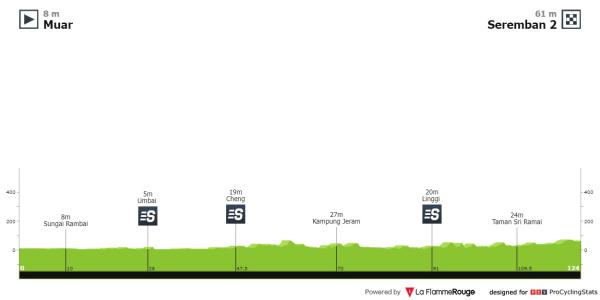 8 m
Muar
61 m
Seremban 2
400
200
0
400
200
0
8m
Sungai Rambai
5m
Umbai
S
19m
Cheng
S
27m
Kampung Jeram
20m
Linggi
S
24m
Taman Sri Ramai
0
10
28
47.5
70
91
109.5
124
Powered by La FlammeRouge
designed for PCS ProCyclingStats